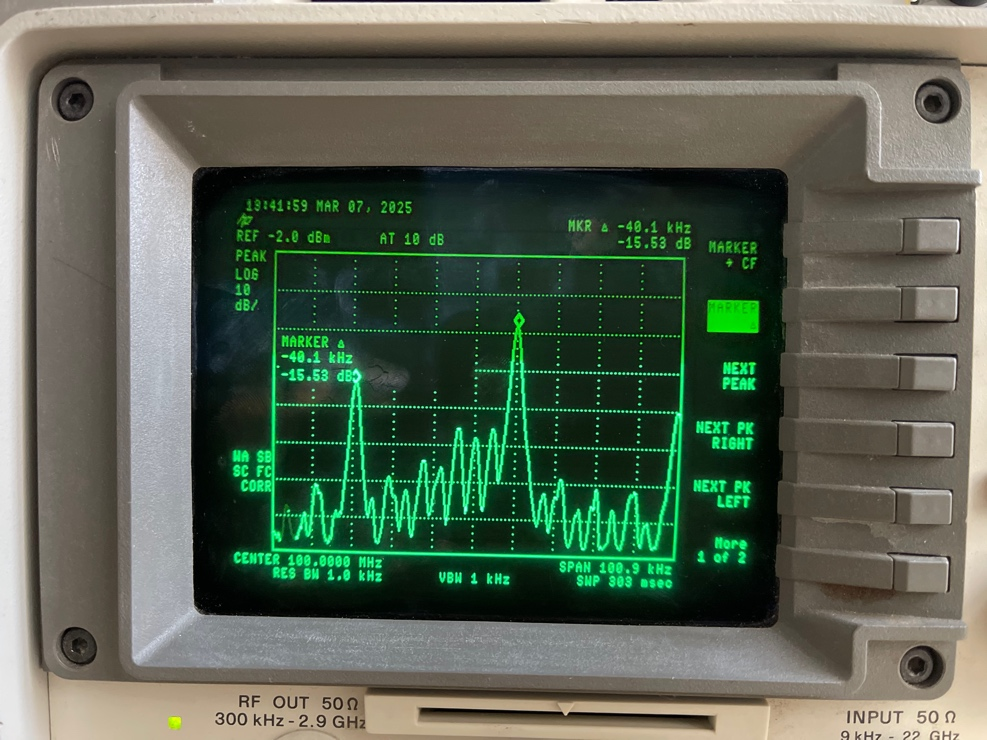 19:41:59 MAR 07, 2025
hp
REF -2.0 dBm AT 10 dB
MKR Δ -40.1 kHz
-15.53 dB
PEAK
LOG
10
dB/
MARKER Δ
-40.1 kHz
-15.53 dB
WA SB
SC FC
CORR
CENTER 100.0000 MHz SPAN 100.9 kHz
RES BW 1.0 kHz VBW 1 kHz SWP 303 msec
MARKER
→ CF
MARKER
Δ
NEXT
PEAK
NEXT PK
RIGHT
NEXT PK
LEFT
More
1 of 2
RF OUT 50Ω
300 kHz - 2.9 GHz
INPUT 50 Ω
9 kHz - 22 GHz